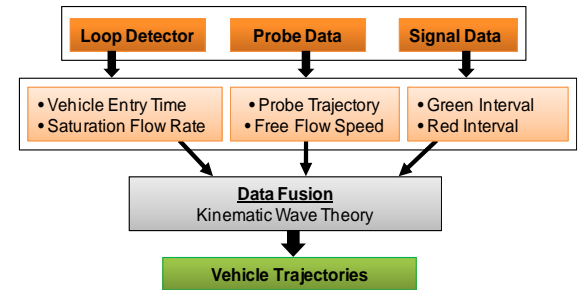 Loop Detector
Probe Data
Signal Data
• Vehicle Entry Time
• Saturation Flow Rate
• Probe Trajectory
• Free Flow Speed
• Green Interval
• Red Interval
Data Fusion
Kinematic Wave Theory
Vehicle Trajectories